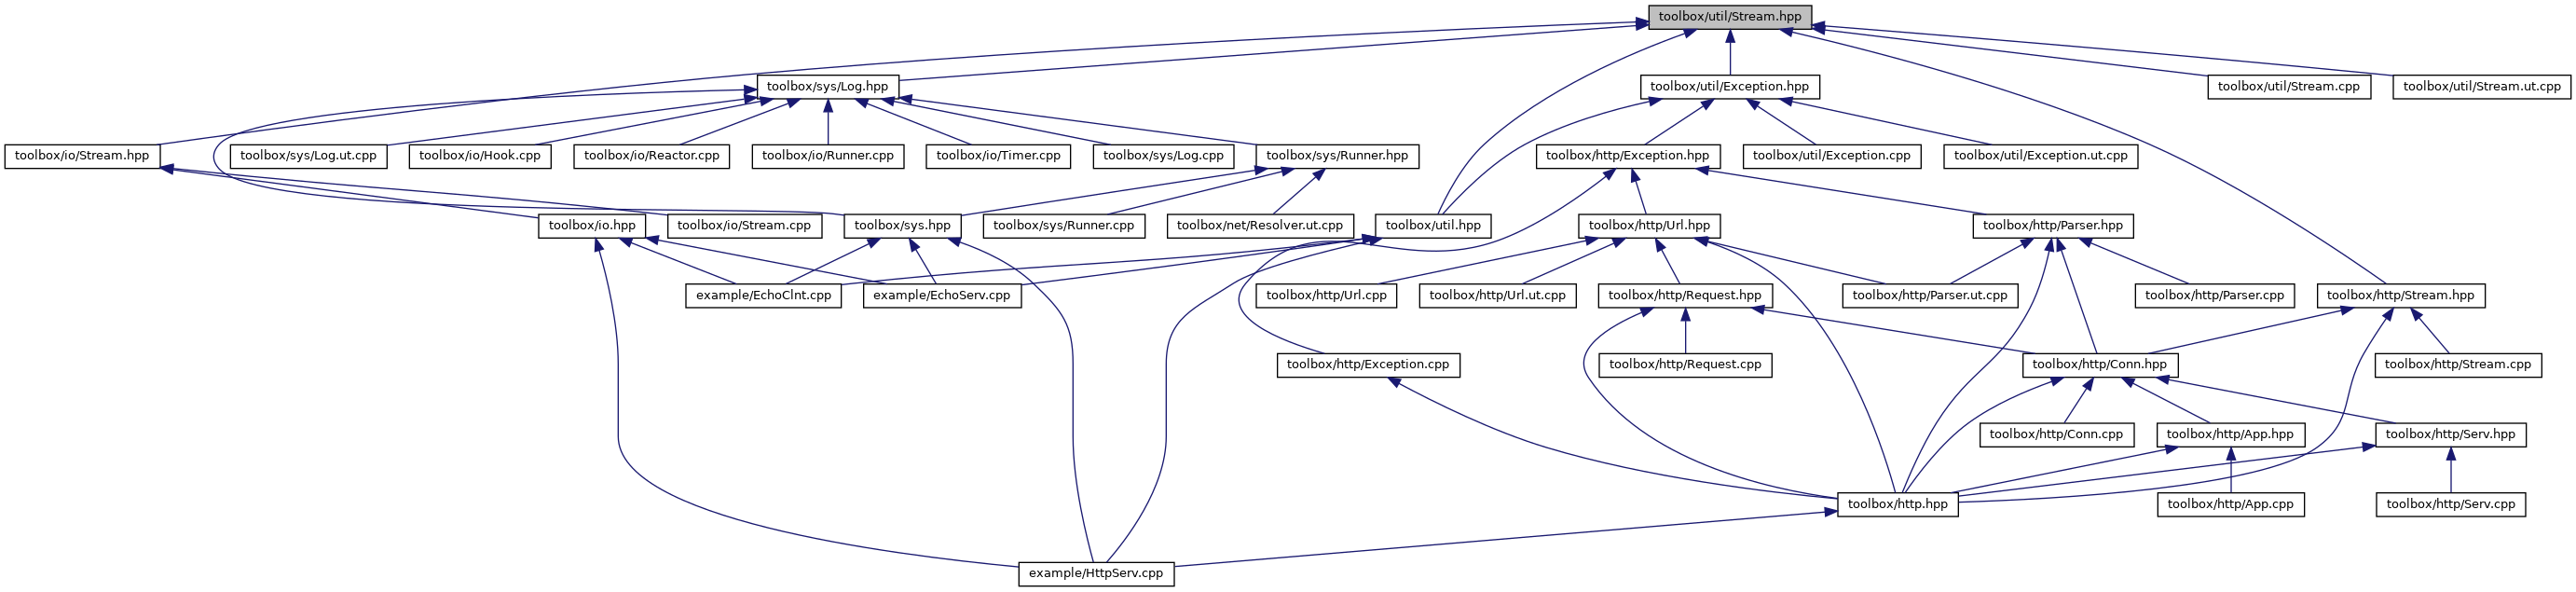 toolbox/util/Stream.hpp
toolbox/sys/Log.hpp
toolbox/util/Exception.hpp
toolbox/util/Stream.cpp
toolbox/util/Stream.ut.cpp
toolbox/io/Stream.hpp
toolbox/sys/Log.ut.cpp
toolbox/io/Hook.cpp
toolbox/io/Reactor.cpp
toolbox/io/Runner.cpp
toolbox/io/Timer.cpp
toolbox/sys/Log.cpp
toolbox/sys/Runner.hpp
toolbox/http/Exception.hpp
toolbox/util/Exception.cpp
toolbox/util/Exception.ut.cpp
toolbox/io.hpp
toolbox/io/Stream.cpp
toolbox/sys.hpp
toolbox/sys/Runner.cpp
toolbox/net/Resolver.ut.cpp
toolbox/util.hpp
toolbox/http/Url.hpp
toolbox/http/Parser.hpp
example/EchoClnt.cpp
example/EchoServ.cpp
toolbox/http/Url.cpp
toolbox/http/Url.ut.cpp
toolbox/http/Request.hpp
toolbox/http/Parser.ut.cpp
toolbox/http/Parser.cpp
toolbox/http/Stream.hpp
toolbox/http/Exception.cpp
toolbox/http/Request.cpp
toolbox/http/Conn.hpp
toolbox/http/Stream.cpp
toolbox/http/Conn.cpp
toolbox/http/App.hpp
toolbox/http/Serv.hpp
toolbox/http.hpp
toolbox/http/App.cpp
toolbox/http/Serv.cpp
example/HttpServ.cpp